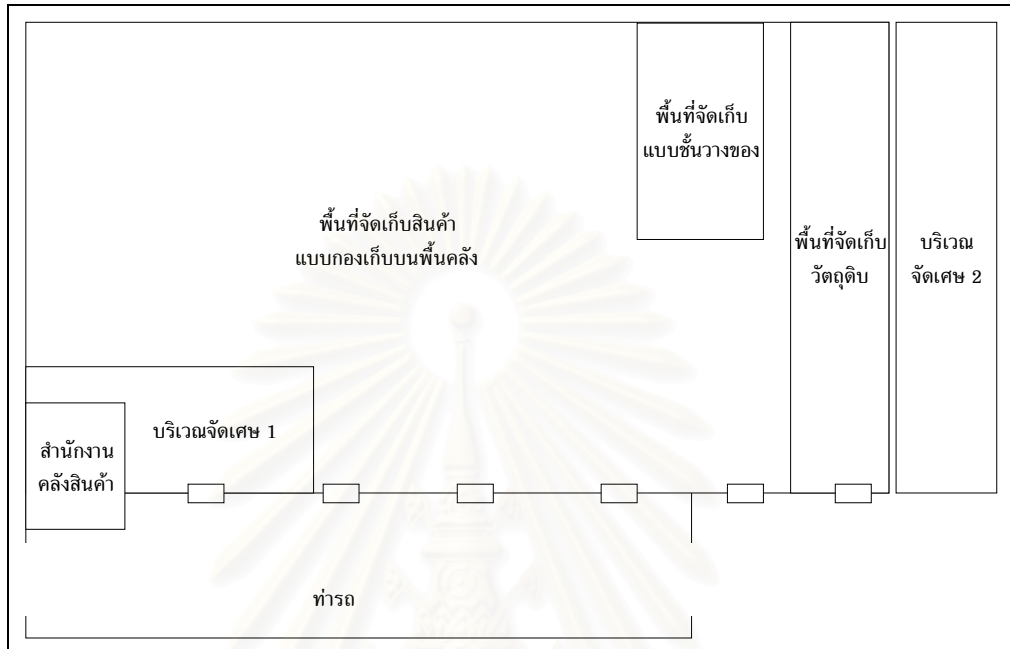 พื้นที่จัดเก็บ
แบบชั้นวางของ
พื้นที่จัดเก็บสินค้า
แบบกองเก็บบนพื้นคลัง
พื้นที่จัดเก็บ
วัตถุดิบ
บริเวณ
จัดเศษ 2
บริเวณจัดเศษ 1
สำนักงาน
คลังสินค้า
ท่ารถ